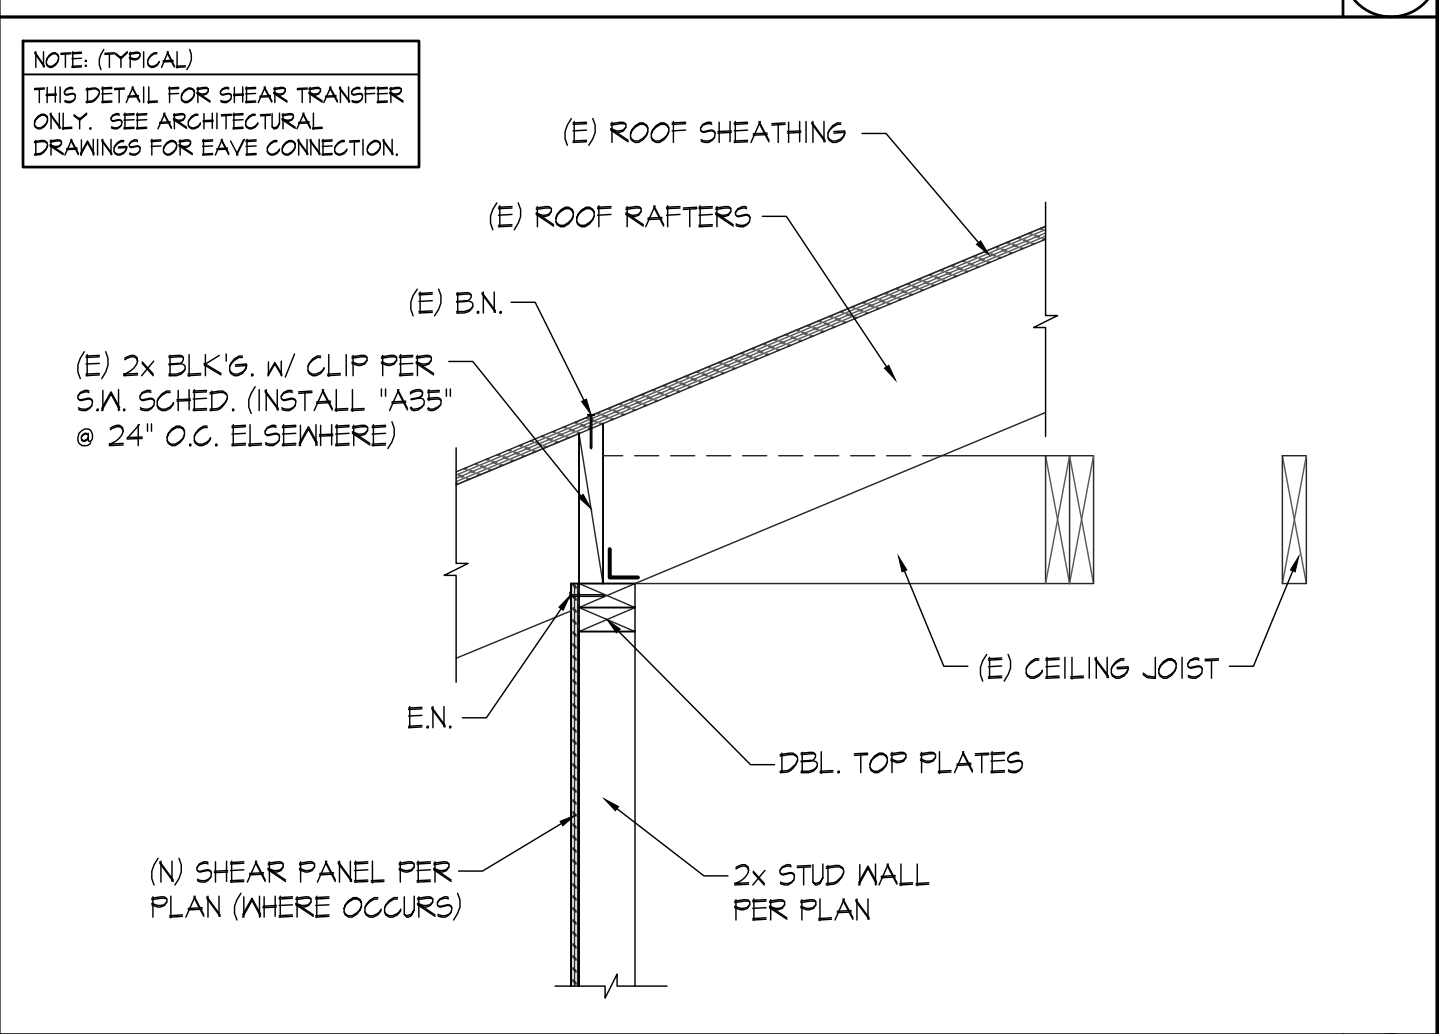 NOTE: (TYPICAL)
THIS DETAIL FOR SHEAR TRANSFER
ONLY. SEE ARCHITECTURAL
DRAWINGS FOR EAVE CONNECTION.
(E) ROOF SHEATHING
(E) ROOF RAFTERS
(E) B.N.
(E) 2x BLK'G. w/ CLIP PER
S.W. SCHED. (INSTALL "A35"
@ 24" O.C. ELSEWHERE)
(E) CEILING JOIST
E.N.
DBL. TOP PLATES
(N) SHEAR PANEL PER
PLAN (WHERE OCCURS)
2x STUD WALL
PER PLAN